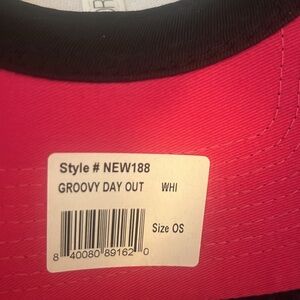 Style # NEW188
GROOVY DAY OUT WHI
Size OS
8 40080 89162 0